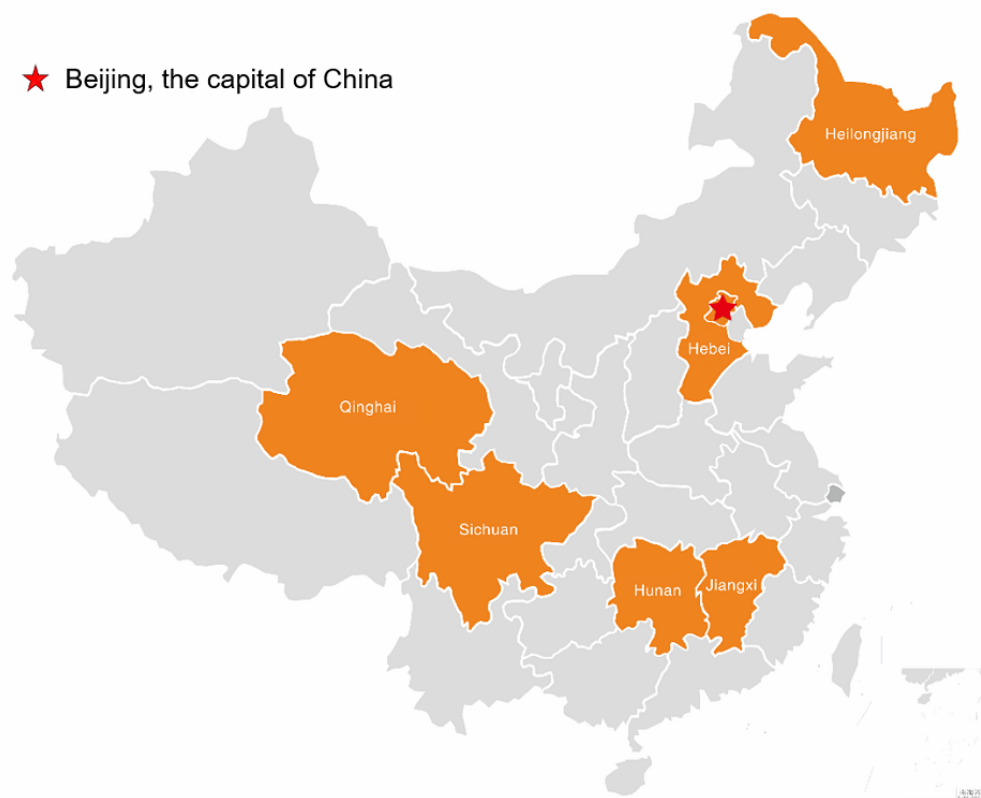 Beijing, the capital of China
Heilongjiang
Hebei
Qinghai
Sichuan
Hunan
Jiangxi